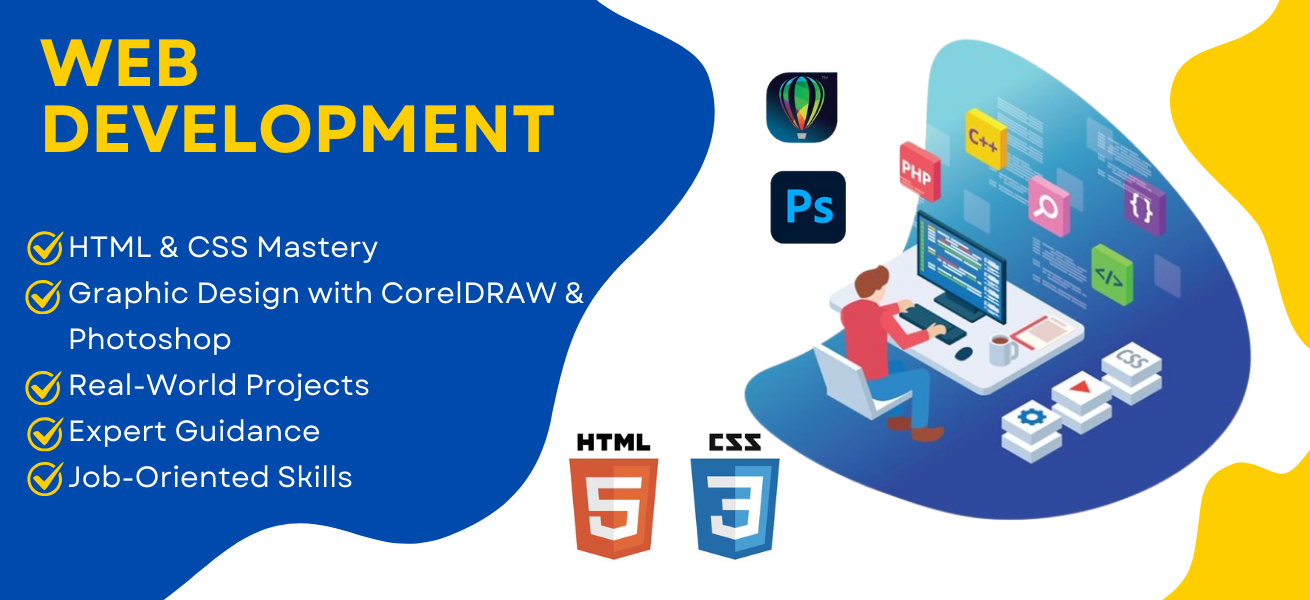 WEB
DEVELOPMENT
HTML & CSS Mastery
Graphic Design with CorelDRAW &
Photoshop
Real-World Projects
Expert Guidance
Job-Oriented Skills
Ps
C++
PHP
{}
</>
CSS
HTML
5
CSS
3